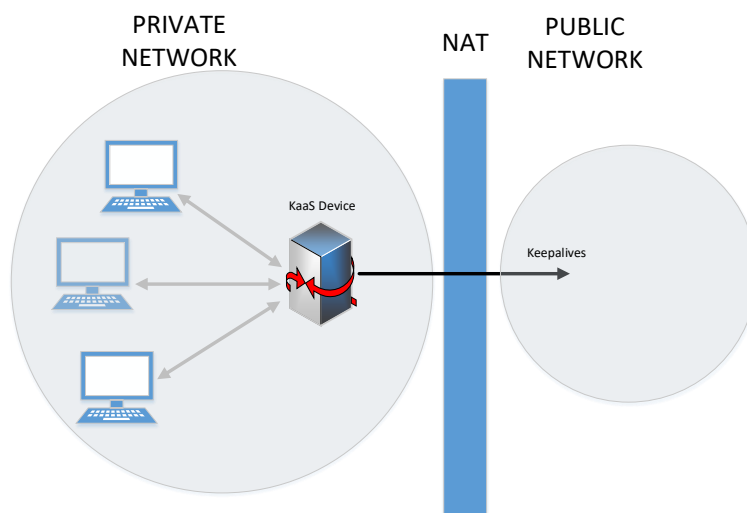 PRIVATE
NETWORK
NAT
PUBLIC
NETWORK
KaaS Device
Keepalives